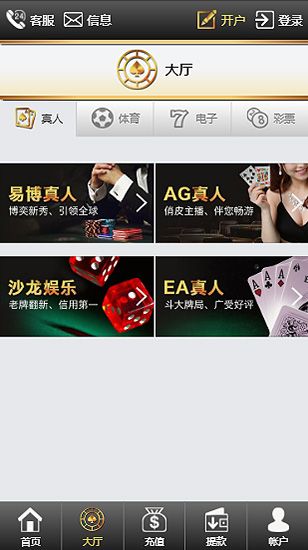 24
客服 信息 开户 登录
大厅
真人 体育 7 电子 8 彩票
易博真人
博奕新秀、引领全球
AG真人
俏皮主播、伴您畅游
沙龙娱乐
老牌翻新、信用第一
EA真人
斗大牌局、广受好评
A A A A
首页 大厅 $ 充值 提款 帐户